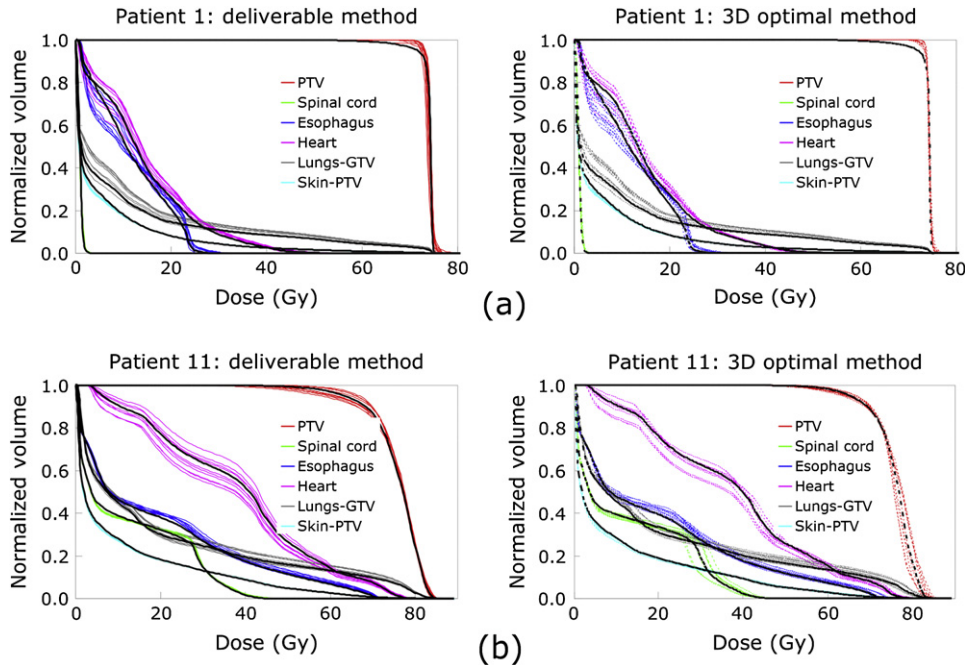 Patient 1: deliverable method
Patient 1: 3D optimal method
Normalized volume
1.0
0.8
0.6
0.4
0.2
0.0
PTV
Spinal cord
Esophagus
Heart
Lungs-GTV
Skin-PTV
0
20
40
60
80
Dose (Gy)
Normalized volume
1.0
0.8
0.6
0.4
0.2
0.0
PTV
Spinal cord
Esophagus
Heart
Lungs-GTV
Skin-PTV
0
20
40
60
80
Dose (Gy)
(a)
Patient 11: deliverable method
Patient 11: 3D optimal method
Normalized volume
1.0
0.8
0.6
0.4
0.2
0.0
PTV
Spinal cord
Esophagus
Heart
Lungs-GTV
Skin-PTV
0
20
40
60
80
Dose (Gy)
Normalized volume
1.0
0.8
0.6
0.4
0.2
0.0
PTV
Spinal cord
Esophagus
Heart
Lungs-GTV
Skin-PTV
0
20
40
60
80
Dose (Gy)
(b)